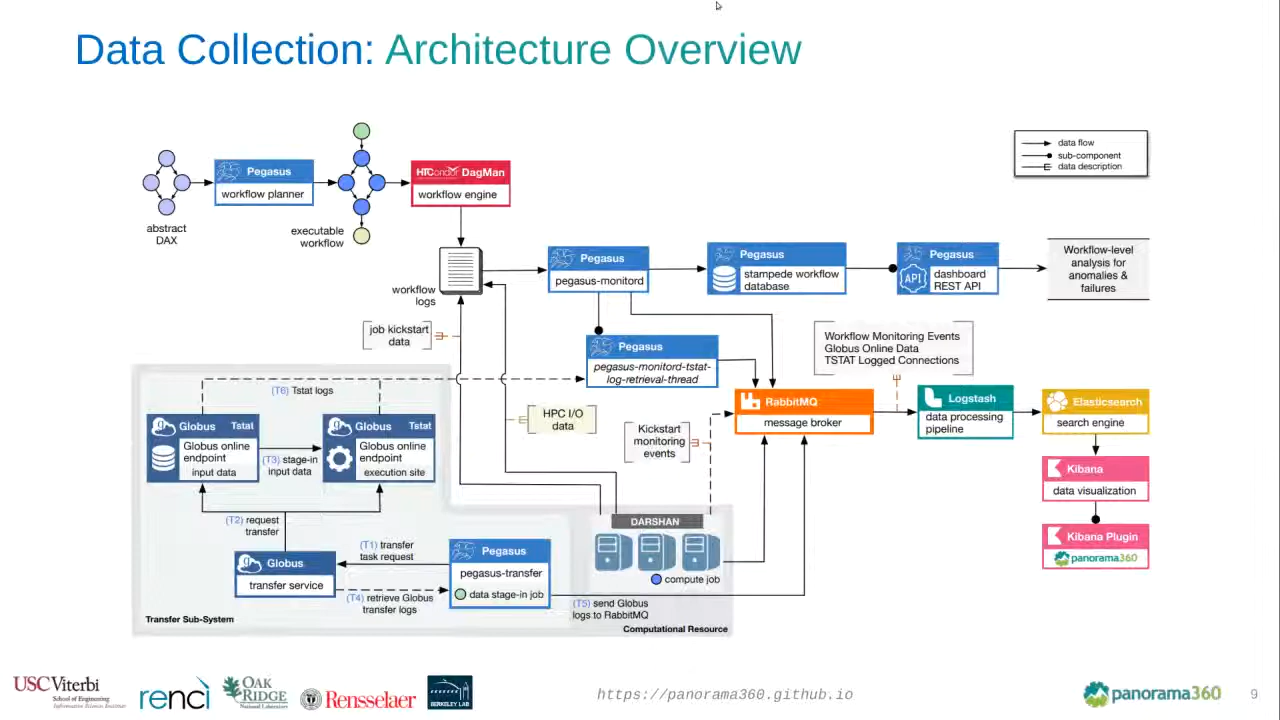 Data Collection: Architecture Overview
data flow
sub-component
data description
Pegasus
workflow planner
HTCondor DagMan
workflow engine
abstract
DAX
executable
workflow
workflow
logs
Pegasus
pegasus-monitord
Pegasus
stampede workflow
database
Pegasus
API
dashboard
REST API
Workflow-level
analysis for
anomalies &
failures
job kickstart
data
Pegasus
pegasus-monitord-tstat-
log-retrieval-thread
Workflow Monitoring Events
Globus Online Data
TSTAT Logged Connections
(T6) Tstat logs
HPC I/O
data
Kickstart
monitoring
events
RabbitMQ
message broker
Logstash
data processing
pipeline
Elasticsearch
search engine
Globus Tstat
Globus online
endpoint
input data
(T3) stage-in
input data
Globus Tstat
Globus online
endpoint
execution site
Kibana
data visualization
Kibana Plugin
panorama360
(T2) request
transfer
DARSHAN
compute job
Globus
transfer service
(T1) transfer
task request
(T4) retrieve Globus
transfer logs
Pegasus
pegasus-transfer
data stage-in job
(T5) send Globus
logs to RabbitMQ
Transfer Sub-System
Computational Resource
USC Viterbi
School of Engineering
Information Sciences Institute
renci
OAK
RIDGE
National Laboratory
Rensselaer
BERKELEY LAB
https://panorama360.github.io
panorama360
9